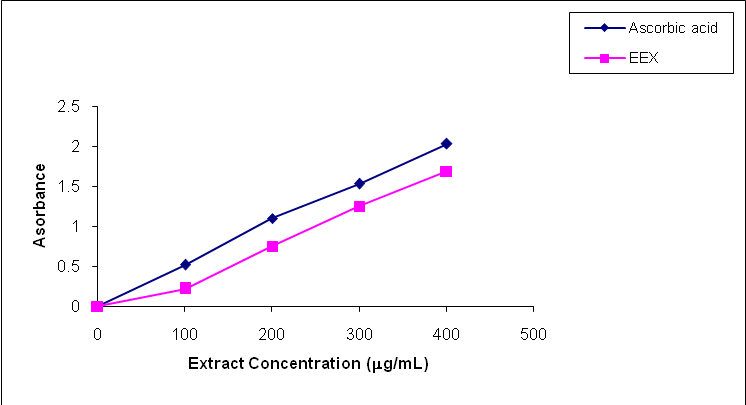 Ascorbic acid
EEX
2.5
2
1.5
1
0.5
0
Asorbance
0 100 200 300 400 500
Extract Concentration (µg/mL)